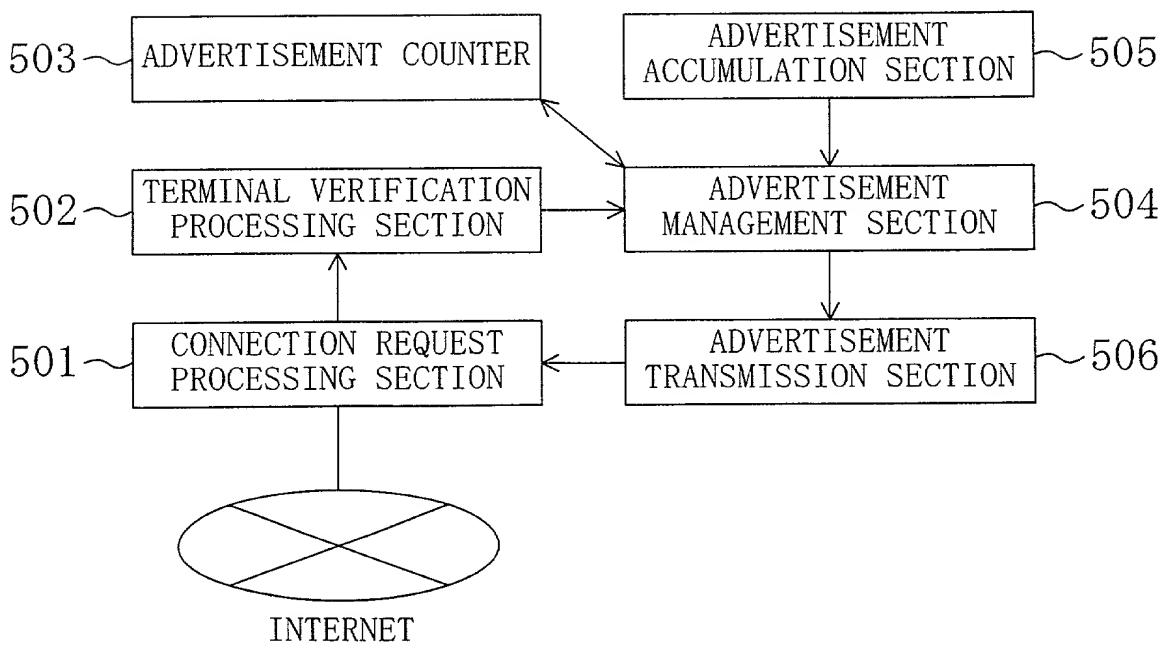 503
ADVERTISEMENT COUNTER
ADVERTISEMENT
ACCUMULATION SECTION
505
502
TERMINAL VERIFICATION
PROCESSING SECTION
ADVERTISEMENT
MANAGEMENT SECTION
504
501
CONNECTION REQUEST
PROCESSING SECTION
ADVERTISEMENT
TRANSMISSION SECTION
506
INTERNET